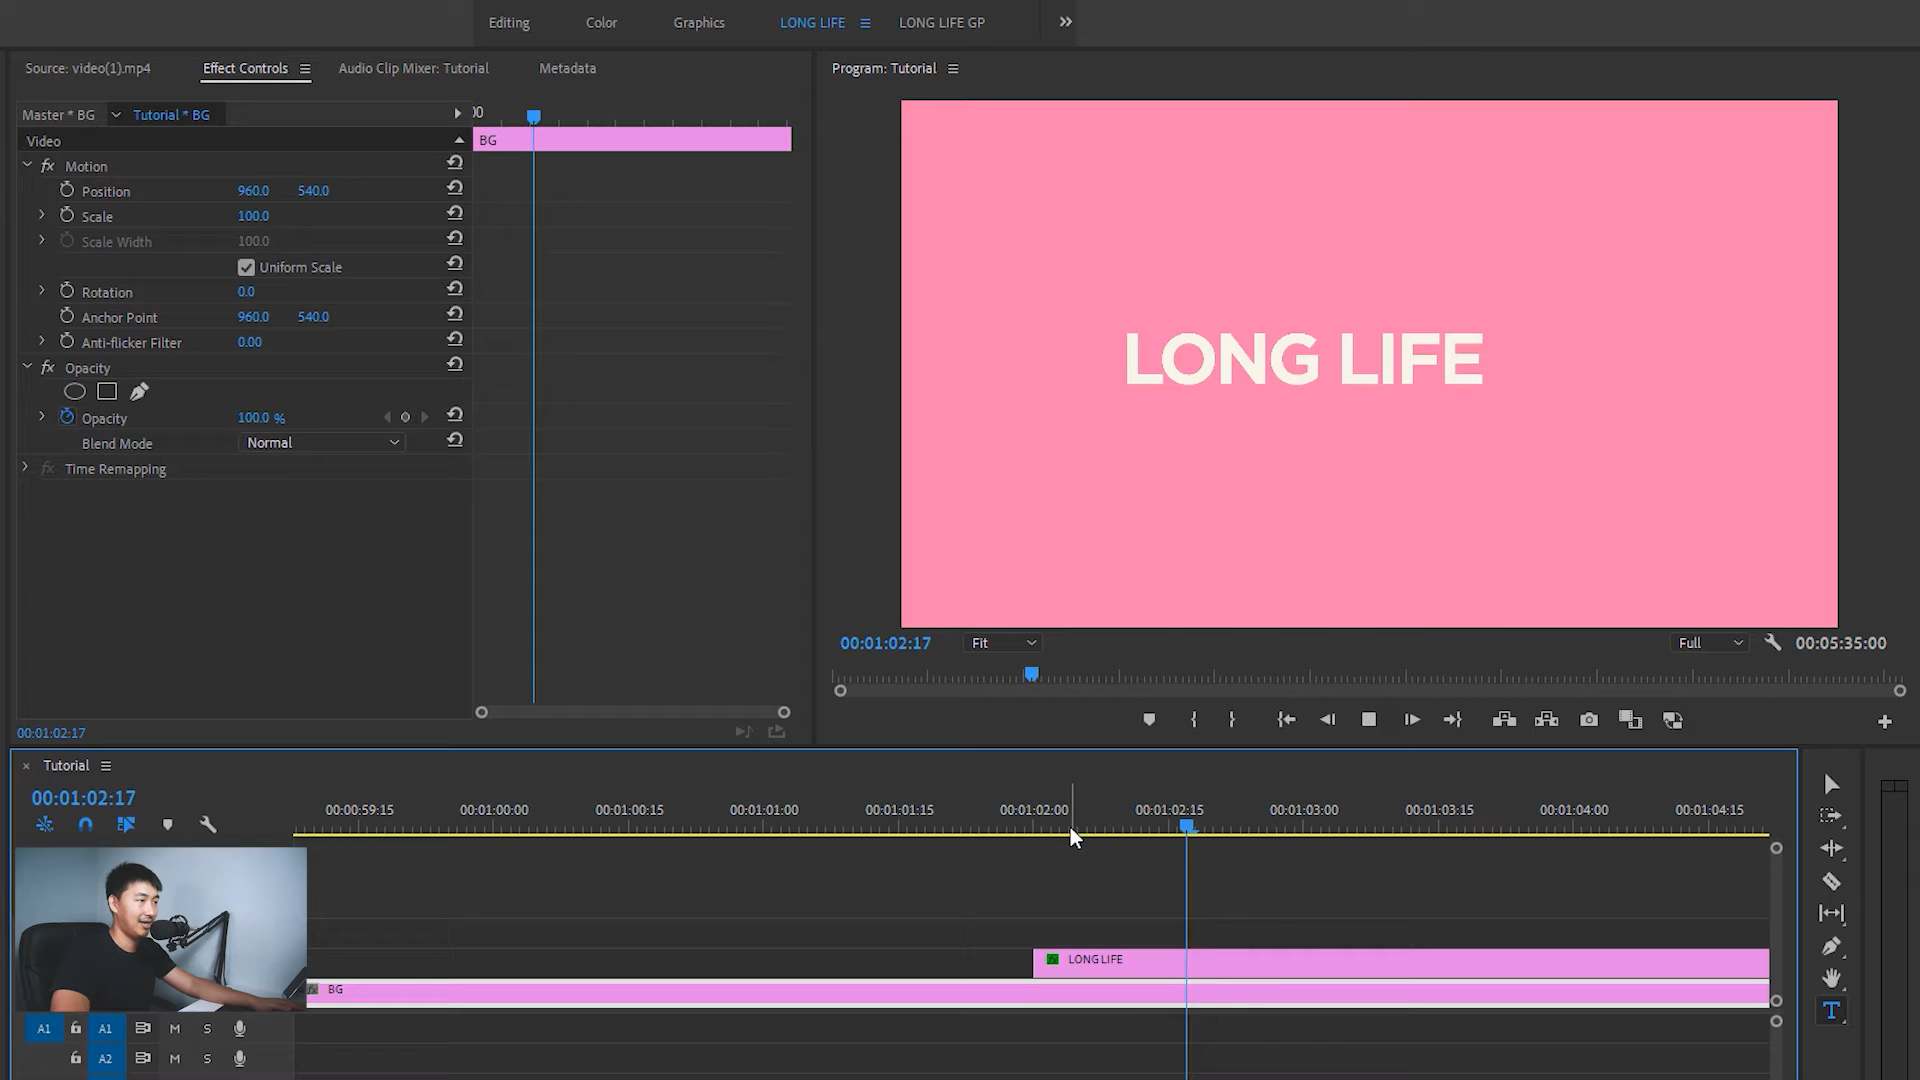 Editing Color Graphics LONG LIFE LONG LIFE GP
Source: video(1).mp4 Effect Controls Audio Clip Mixer: Tutorial Metadata
Program: Tutorial
Master * BG Tutorial * BG
Video
BG
Motion
Position 960.0 540.0
Scale 100.0
Scale Width 100.0
Uniform Scale
Rotation 0.0
Anchor Point 960.0 540.0
Anti-flicker Filter 0.00
fx Opacity
Opacity 100.0 %
Blend Mode Normal
fx Time Remapping
00:01:02:17
LONG LIFE
00:01:02:17 Fit Full 00:05:35:00
Tutorial
00:01:02:17
00:00:59:15 00:01:00:00 00:01:00:15 00:01:01:00 00:01:01:15 00:01:02:00 00:01:02:15 00:01:03:00 00:01:03:15 00:01:04:00 00:01:04:15
LONG LIFE
fx BG
A1 A1 M S
A2 M S